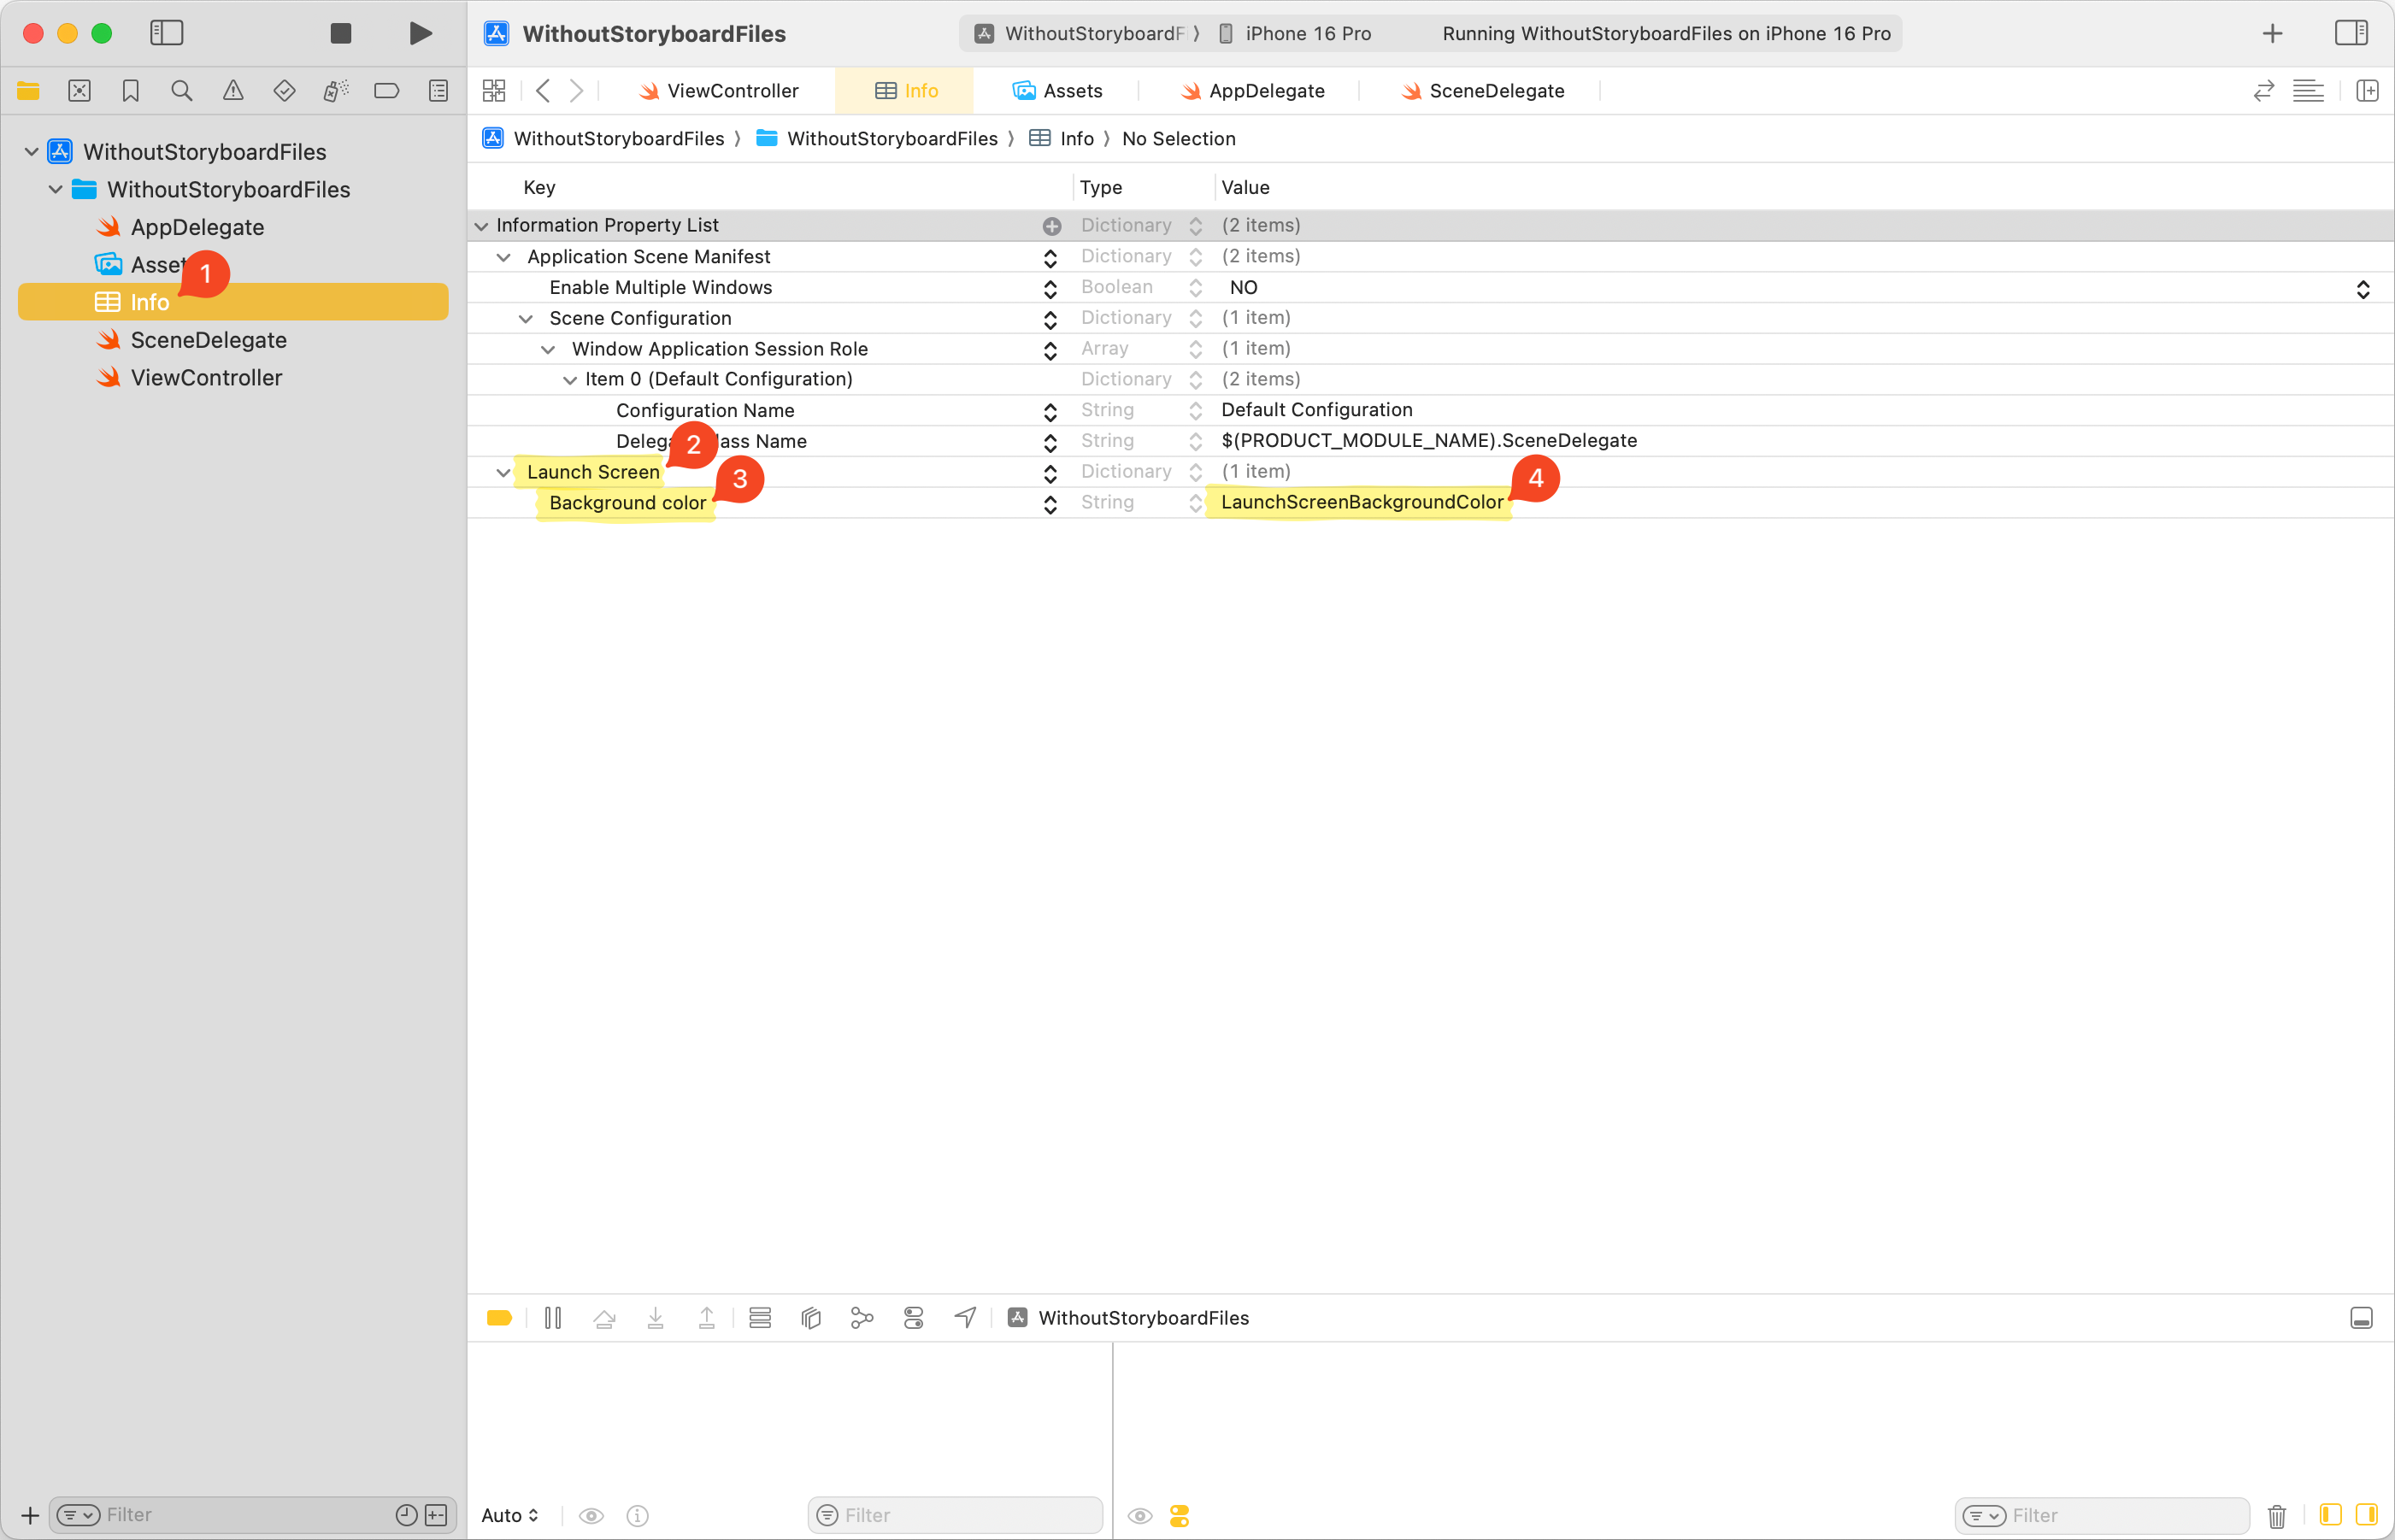 WithoutStoryboardFiles
WithoutStoryboardF
iPhone 16 Pro
Running WithoutStoryboardFiles on iPhone 16 Pro
ViewController
Info
Assets
AppDelegate
SceneDelegate
WithoutStoryboardFiles
WithoutStoryboardFiles
Info
No Selection
WithoutStoryboardFiles
WithoutStoryboardFiles
AppDelegate
Asset
1
Info
SceneDelegate
ViewController
Key Type Value
Information Property List Dictionary (2 items)
Application Scene Manifest Dictionary (2 items)
Enable Multiple Windows Boolean NO
Scene Configuration Dictionary (1 item)
Window Application Session Role Array (1 item)
Item 0 (Default Configuration) Dictionary (2 items)
Configuration Name String Default Configuration
Delega 2 lass Name String $(PRODUCT_MODULE_NAME).SceneDelegate
Launch Screen 3 Dictionary (1 item) 4
Background color String LaunchScreenBackgroundColor
WithoutStoryboardFiles
Filter
Auto
Filter
Filter